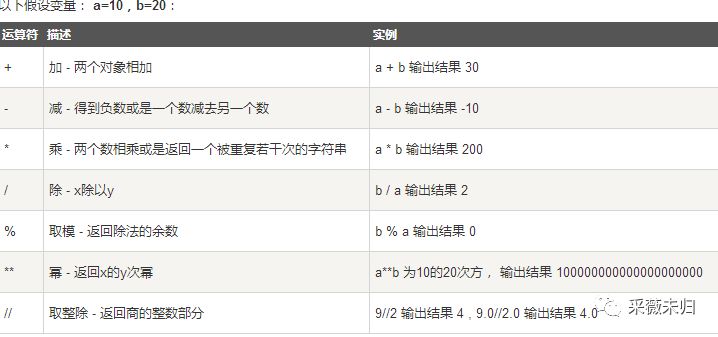 以下假设变量： a=10，b=20：
运算符 描述 实例
+ 加 - 两个对象相加 a + b 输出结果 30
- 减 - 得到负数或是一个数减去另一个数 a - b 输出结果 -10
* 乘 - 两个数相乘或是返回一个被重复若干次的字符串 a * b 输出结果 200
/ 除 - x除以y b / a 输出结果 2
% 取模 - 返回除法的余数 b % a 输出结果 0
** 幂 - 返回x的y次幂 a**b 为10的20次方， 输出结果 100000000000000000000
// 取整除 - 返回商的整数部分 9//2 输出结果 4 , 9.0//2.0 输出结果 4.0
采薇未归